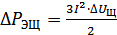 ΔP_ЭЩ = (3I² · ΔU_Щ) / 2